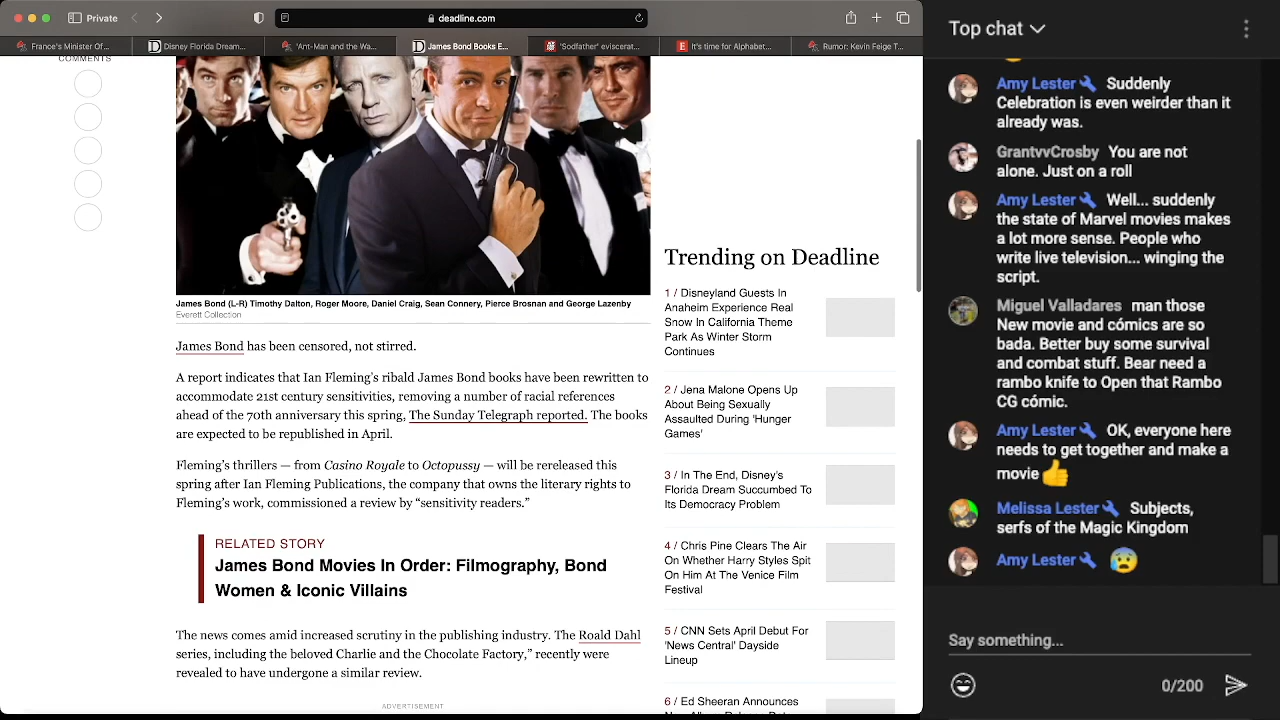 Private
deadline.com
France's Minister Of...
Disney Florida Dream...
'Ant-Man and the Wa...
James Bond Books E...
'Sodfather' eviscerat...
It's time for Alphabet...
Rumor: Kevin Feige T...
COMMENTS
James Bond (L-R) Timothy Dalton, Roger Moore, Daniel Craig, Sean Connery, Pierce Brosnan and George Lazenby
Everett Collection
James Bond has been censored, not stirred.
A report indicates that Ian Fleming's ribald James Bond books have been rewritten to
accommodate 21st century sensitivities, removing a number of racial references
ahead of the 70th anniversary this spring, The Sunday Telegraph reported. The books
are expected to be republished in April.
Fleming's thrillers — from Casino Royale to Octopussy — will be rereleased this
spring after Ian Fleming Publications, the company that owns the literary rights to
Fleming's work, commissioned a review by “sensitivity readers.”
RELATED STORY
James Bond Movies In Order: Filmography, Bond
Women & Iconic Villains
The news comes amid increased scrutiny in the publishing industry. The Roald Dahl
series, including the beloved Charlie and the Chocolate Factory,” recently were
revealed to have undergone a similar review.
ADVERTISEMENT
Trending on Deadline
1 / Disneyland Guests In
Anaheim Experience Real
Snow In California Theme
Park As Winter Storm
Continues
2 / Jena Malone Opens Up
About Being Sexually
Assaulted During 'Hunger
Games'
3 / In The End, Disney's
Florida Dream Succumbed To
Its Democracy Problem
4 / Chris Pine Clears The Air
On Whether Harry Styles Spit
On Him At The Venice Film
Festival
5 / CNN Sets April Debut For
'News Central' Dayside
Lineup
6 / Ed Sheeran Announces
Top chat
Amy Lester Suddenly
Celebration is even weirder than it
already was.
GrantvvCrosby You are not
alone. Just on a roll
Amy Lester Well... suddenly
the state of Marvel movies makes
a lot more sense. People who
write live television... winging the
script.
Miguel Valladares man those
New movie and cómics are so
bada. Better buy some survival
and combat stuff. Bear need a
rambo knife to Open that Rambo
CG cómic.
Amy Lester OK, everyone here
needs to get together and make a
movie 👍
Melissa Lester Subjects,
serfs of the Magic Kingdom
Amy Lester 😰
Say something...
0/200